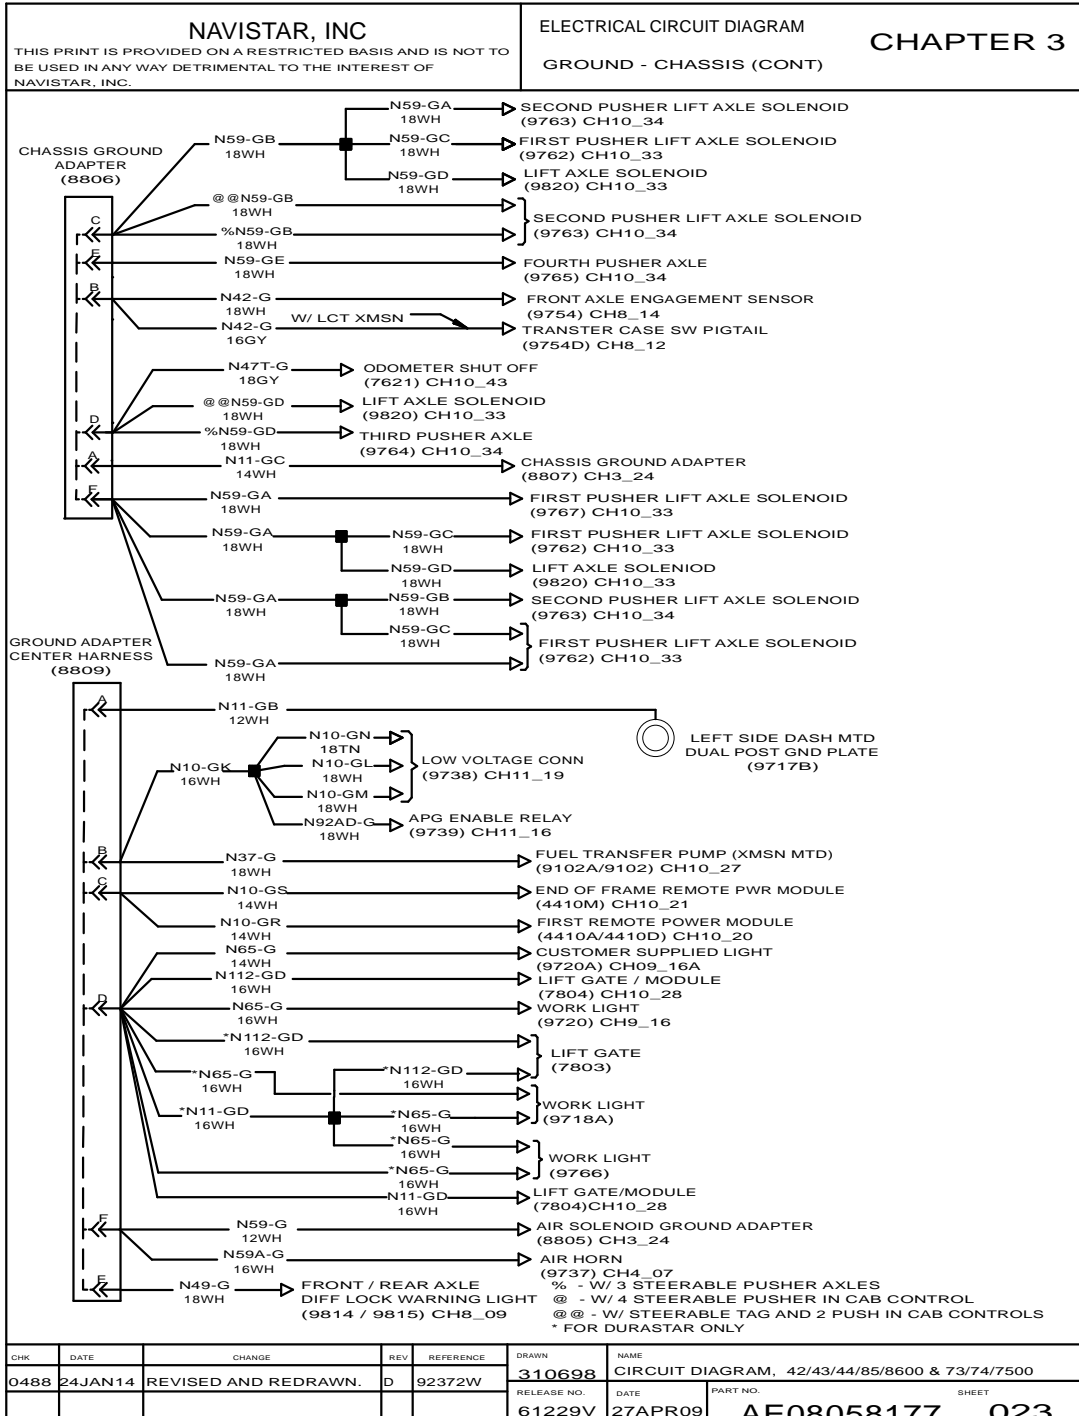 NAVISTAR, INC
THIS PRINT IS PROVIDED ON A RESTRICTED BASIS AND IS NOT TO
BE USED IN ANY WAY DETRIMENTAL TO THE INTEREST OF
NAVISTAR, INC.
ELECTRICAL CIRCUIT DIAGRAM
GROUND - CHASSIS (CONT)
CHAPTER 3
CHASSIS GROUND
ADAPTER
(8806)
C
N59-GB
18WH
N59-GA
18WH
SECOND PUSHER LIFT AXLE SOLENOID
(9763) CH10_34
N59-GC
18WH
FIRST PUSHER LIFT AXLE SOLENOID
(9762) CH10_33
N59-GD
18WH
LIFT AXLE SOLENOID
(9820) CH10_33
@@N59-GB
18WH
%N59-GB
18WH
SECOND PUSHER LIFT AXLE SOLENOID
(9763) CH10_34
E
N59-GE
18WH
FOURTH PUSHER AXLE
(9765) CH10_34
B
N42-G
18WH
FRONT AXLE ENGAGEMENT SENSOR
(9754) CH8_14
W/ LCT XMSN
N42-G
16GY
TRANSTER CASE SW PIGTAIL
(9754D) CH8_12
D
N47T-G
18GY
ODOMETER SHUT OFF
(7621) CH10_43
@@N59-GD
18WH
LIFT AXLE SOLENOID
(9820) CH10_33
%N59-GD
18WH
THIRD PUSHER AXLE
(9764) CH10_34
A
N11-GC
14WH
CHASSIS GROUND ADAPTER
(8807) CH3_24
F
N59-GA
18WH
FIRST PUSHER LIFT AXLE SOLENOID
(9767) CH10_33
N59-GA
18WH
N59-GC
18WH
FIRST PUSHER LIFT AXLE SOLENOID
(9762) CH10_33
N59-GD
18WH
LIFT AXLE SOLENIOD
(9820) CH10_33
N59-GA
18WH
N59-GB
18WH
SECOND PUSHER LIFT AXLE SOLENOID
(9763) CH10_34
N59-GC
18WH
N59-GA
18WH
FIRST PUSHER LIFT AXLE SOLENOID
(9762) CH10_33
GROUND ADAPTER
CENTER HARNESS
(8809)
A
N11-GB
12WH
LEFT SIDE DASH MTD
DUAL POST GND PLATE
(9717B)
N10-GK
16WH
N10-GN
18TN
N10-GL
18WH
N10-GM
18WH
LOW VOLTAGE CONN
(9738) CH11_19
N92AD-G
18WH
APG ENABLE RELAY
(9739) CH11_16
B
N37-G
18WH
FUEL TRANSFER PUMP (XMSN MTD)
(9102A/9102) CH10_27
C
N10-GS
14WH
END OF FRAME REMOTE PWR MODULE
(4410M) CH10_21
N10-GR
14WH
FIRST REMOTE POWER MODULE
(4410A/4410D) CH10_20
N65-G
14WH
CUSTOMER SUPPLIED LIGHT
(9720A) CH09_16A
N112-GD
16WH
LIFT GATE / MODULE
(7804) CH10_28
D
N65-G
16WH
WORK LIGHT
(9720) CH9_16
*N112-GD
16WH
LIFT GATE
(7803)
*N65-G
16WH
*N112-GD
16WH
*N11-GD
16WH
*N65-G
16WH
WORK LIGHT
(9718A)
*N65-G
16WH
*N65-G
16WH
WORK LIGHT
(9766)
N11-GD
16WH
LIFT GATE/MODULE
(7804)CH10_28
F
N59-G
12WH
AIR SOLENOID GROUND ADAPTER
(8805) CH3_24
N59A-G
16WH
AIR HORN
(9737) CH4_07
E
N49-G
18WH
FRONT / REAR AXLE
DIFF LOCK WARNING LIGHT
(9814 / 9815) CH8_09
% - W/ 3 STEERABLE PUSHER AXLES
@ - W/ 4 STEERABLE PUSHER IN CAB CONTROL
@@ - W/ STEERABLE TAG AND 2 PUSH IN CAB CONTROLS
* FOR DURASTAR ONLY
CHK DATE CHANGE REV REFERENCE
0488 24JAN14 REVISED AND REDRAWN. D 92372W
DRAWN
310698
NAME
CIRCUIT DIAGRAM, 42/43/44/85/8600 & 73/74/7500
RELEASE NO.
61229V
DATE
27APR09
PART NO.
AE08058177
SHEET
023